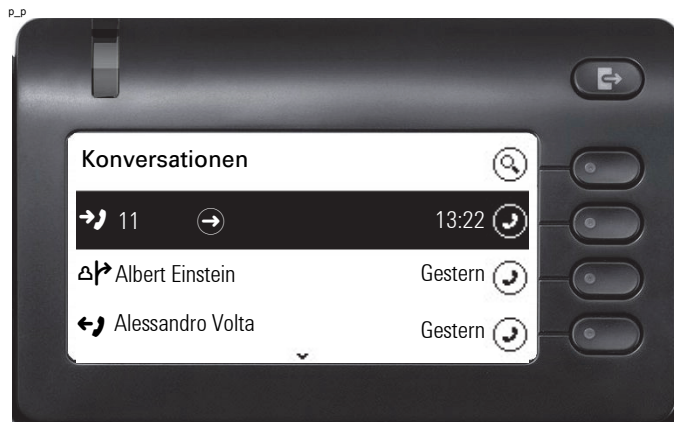 p_p
Konversationen
11 13:22
Albert Einstein Gestern
Alessandro Volta Gestern